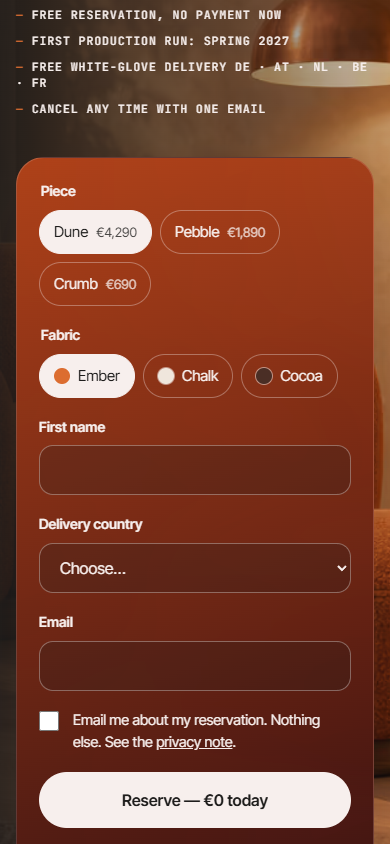 – FREE RESERVATION, NO PAYMENT NOW
– FIRST PRODUCTION RUN: SPRING 2027
– FREE WHITE-GLOVE DELIVERY DE · AT · NL · BE
· FR
– CANCEL ANY TIME WITH ONE EMAIL
Piece
Dune €4,290 Pebble €1,890
Crumb €690
Fabric
Ember Chalk Cocoa
First name
Delivery country
Choose...
Email
Email me about my reservation. Nothing
else. See the privacy note.
Reserve — €0 today